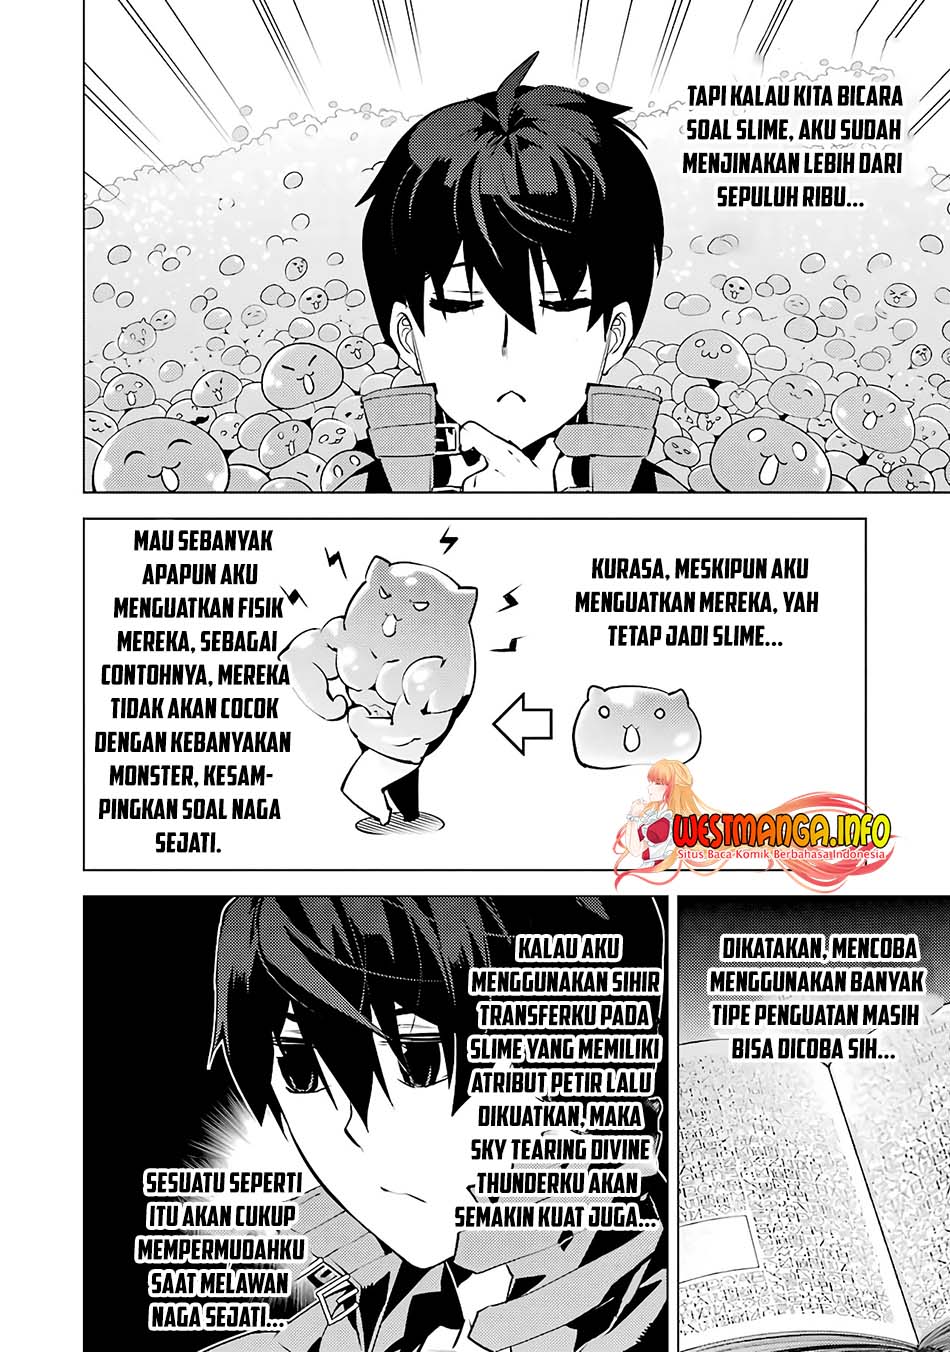 TAPI KALAU KITA BICARA
SOAL SLIME, AKU SUDAH
MENJINAKAN LEBIH DARI
SEPULUH RIBU...
KURASA, MESKIPUN AKU
MENGUATKAN MEREKA, YAH
TETAP JADI SLIME...
MAU SEBANYAK
APAPUN AKU
MENGUATKAN FISIK
MEREKA, SEBAGAI
CONTOHNYA, MEREKA
TIDAK AKAN COCOK
DENGAN KEBANYAKAN
MONSTER, KESAM-
PINGKAN SOAL NAGA
SEJATI.
WESTMANGA.INFO
Situs Baca Komik Berbahasa Indonesia
DIKATAKAN, MENCOBA
MENGGUNAKAN BANYAK
TIPE PENGUATAN MASIH
BISA DICOBA SIH...
KALAU AKU
MENGGUNAKAN SIHIR
TRANSFERKU PADA
SLIME YANG MEMILIKI
ATRIBUT PETIR LALU
DIKUATKAN, MAKA
SKY TEARING DIVINE
THUNDERKU AKAN
SEMAKIN KUAT JUGA...
SESUATU SEPERTI
ITU AKAN CUKUP
MEMPERMUDAHKU
SAAT MELAWAN
NAGA SEJATI...